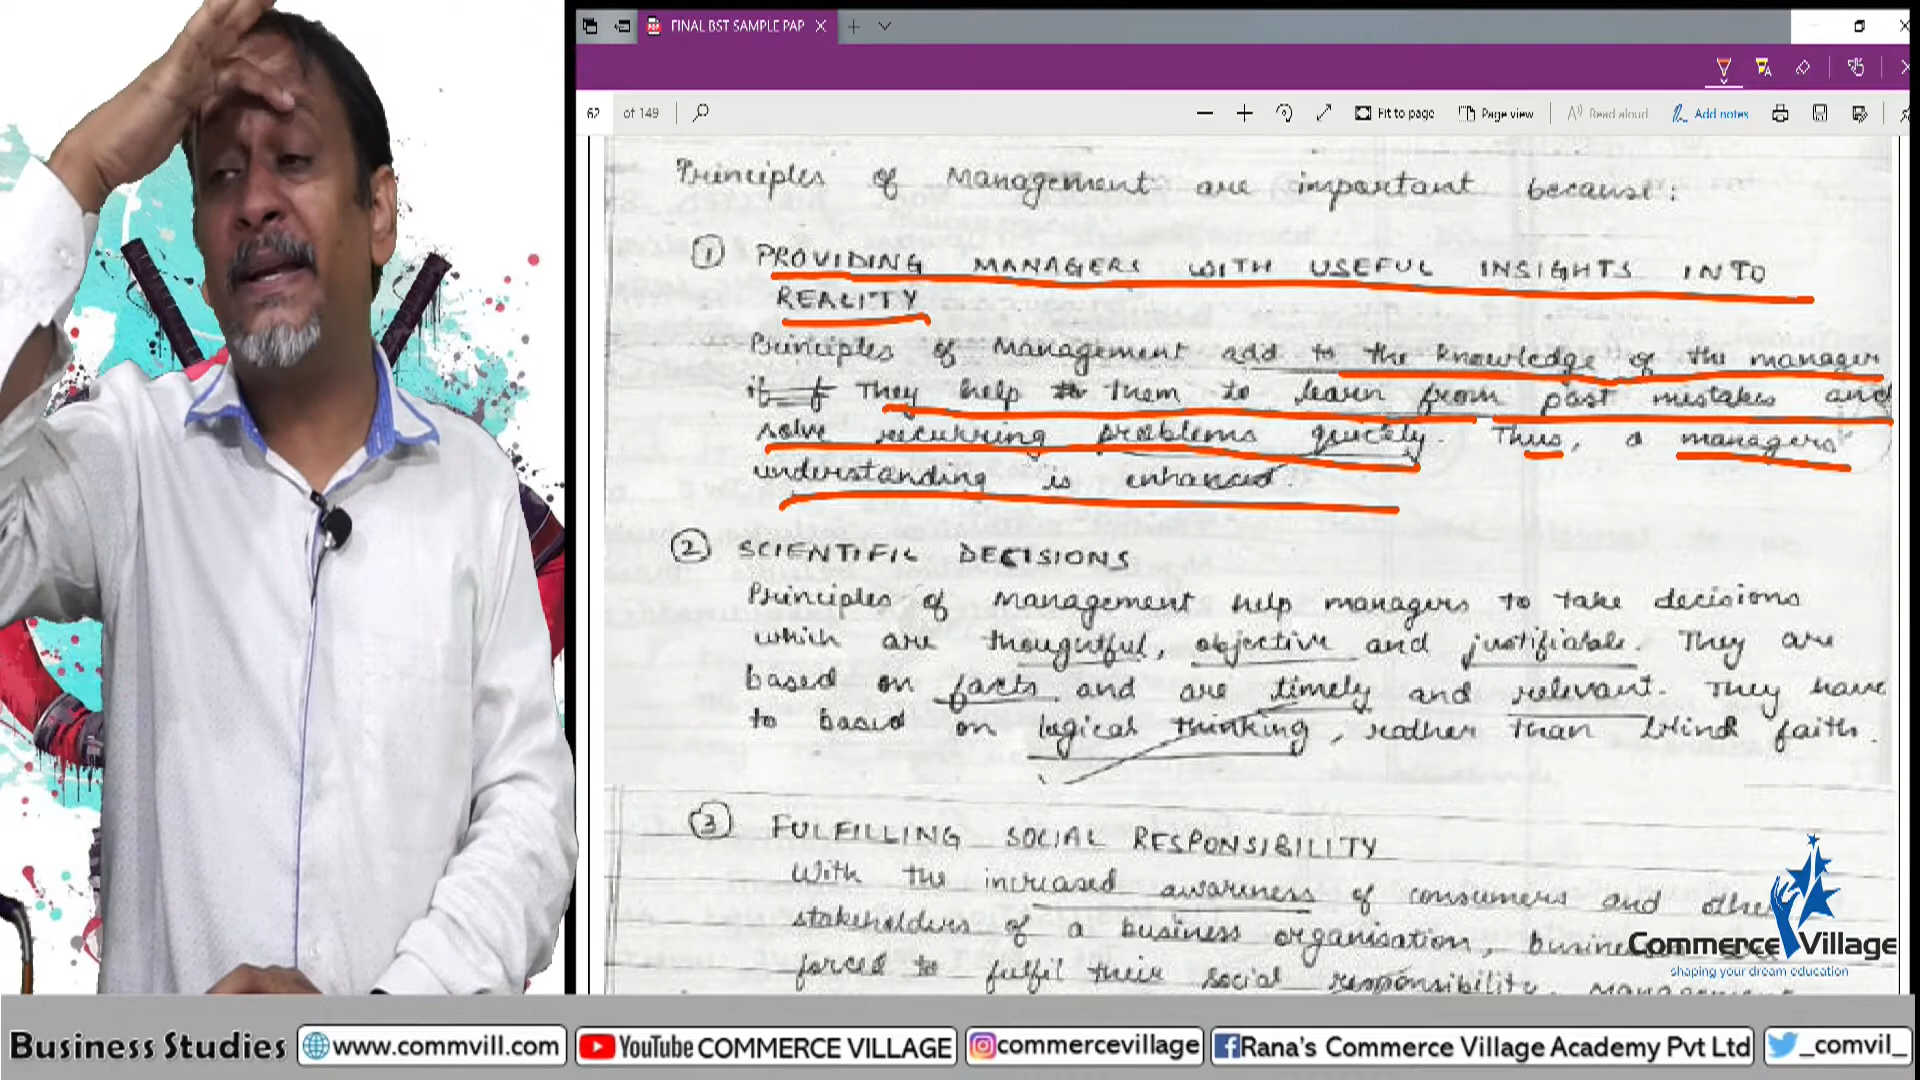 FINAL BST SAMPLE PAP
62 of 149
Fit to page
Page view
Read aloud
Add notes
Principles of Management are important because:
① PROVIDING MANAGERS WITH USEFUL INSIGHTS INTO
REALITY
Principles of Management add to the knowledge of the manager
They help them to learn from past mistakes and
solve recurring problems quickly. Thus, a managers
understanding is enhanced.
② SCIENTIFIC DECISIONS
Principles of Management help managers to take decisions
which are thoughtful, objective and justifiable. They are
based on facts and are timely and relevant. They have
to based on logical thinking, rather than blind faith.
③ FULFILLING SOCIAL RESPONSIBILITY
With the increased awareness of consumers and othe
stakeholders of a business organisation, busine
forced to fulfil their social responsibility. Management
Commerce Village
shaping your dream education
Business Studies
www.commvill.com
YouTube COMMERCE VILLAGE
commercevillage
Rana's Commerce Village Academy Pvt Ltd
_comvil_